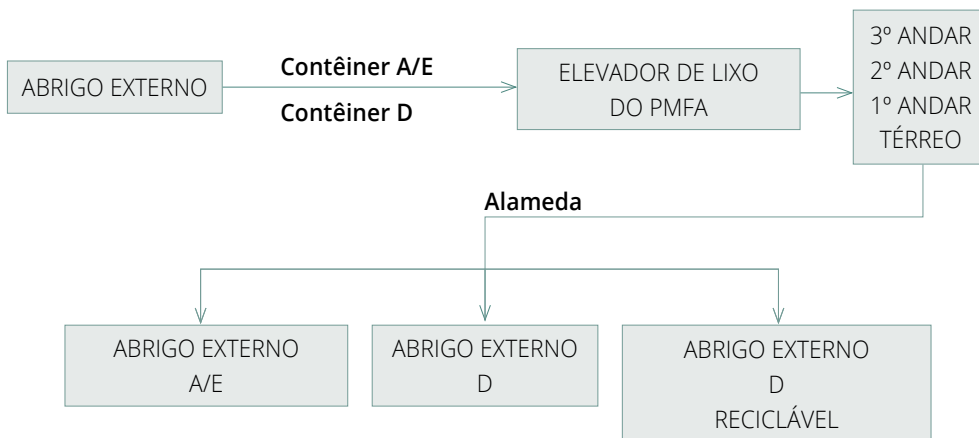 ABRIGO EXTERNO
Contêiner A/E
Contêiner D
ELEVADOR DE LIXO
DO PMFA
3º ANDAR
2º ANDAR
1º ANDAR
TÉRREO
Alameda
ABRIGO EXTERNO
A/E
ABRIGO EXTERNO
D
ABRIGO EXTERNO
D
RECICLÁVEL